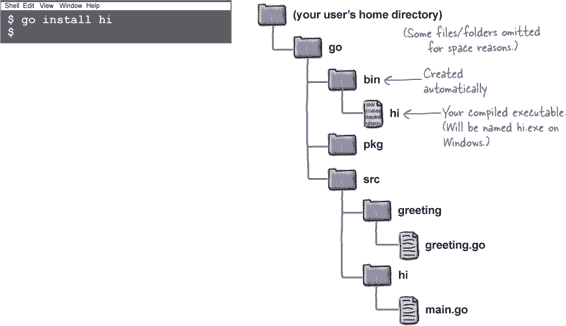 Shell Edit View Window Help
$ go install hi
$
(your user's home directory)
(Some files/folders omitted
for space reasons.)
go
bin
Created
automatically
hi
Your compiled executable.
(Will be named hi.exe on
Windows.)
pkg
src
greeting
greeting.go
hi
main.go